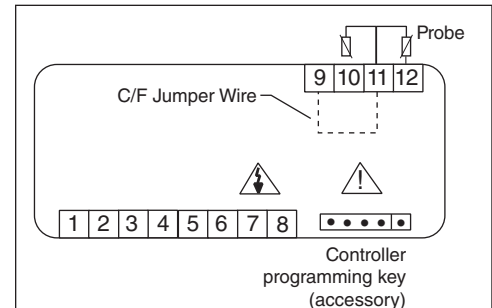 Probe
9 10 11 12
C/F Jumper Wire
!
1 2 3 4 5 6 7 8
Controller
programming key
(accessory)